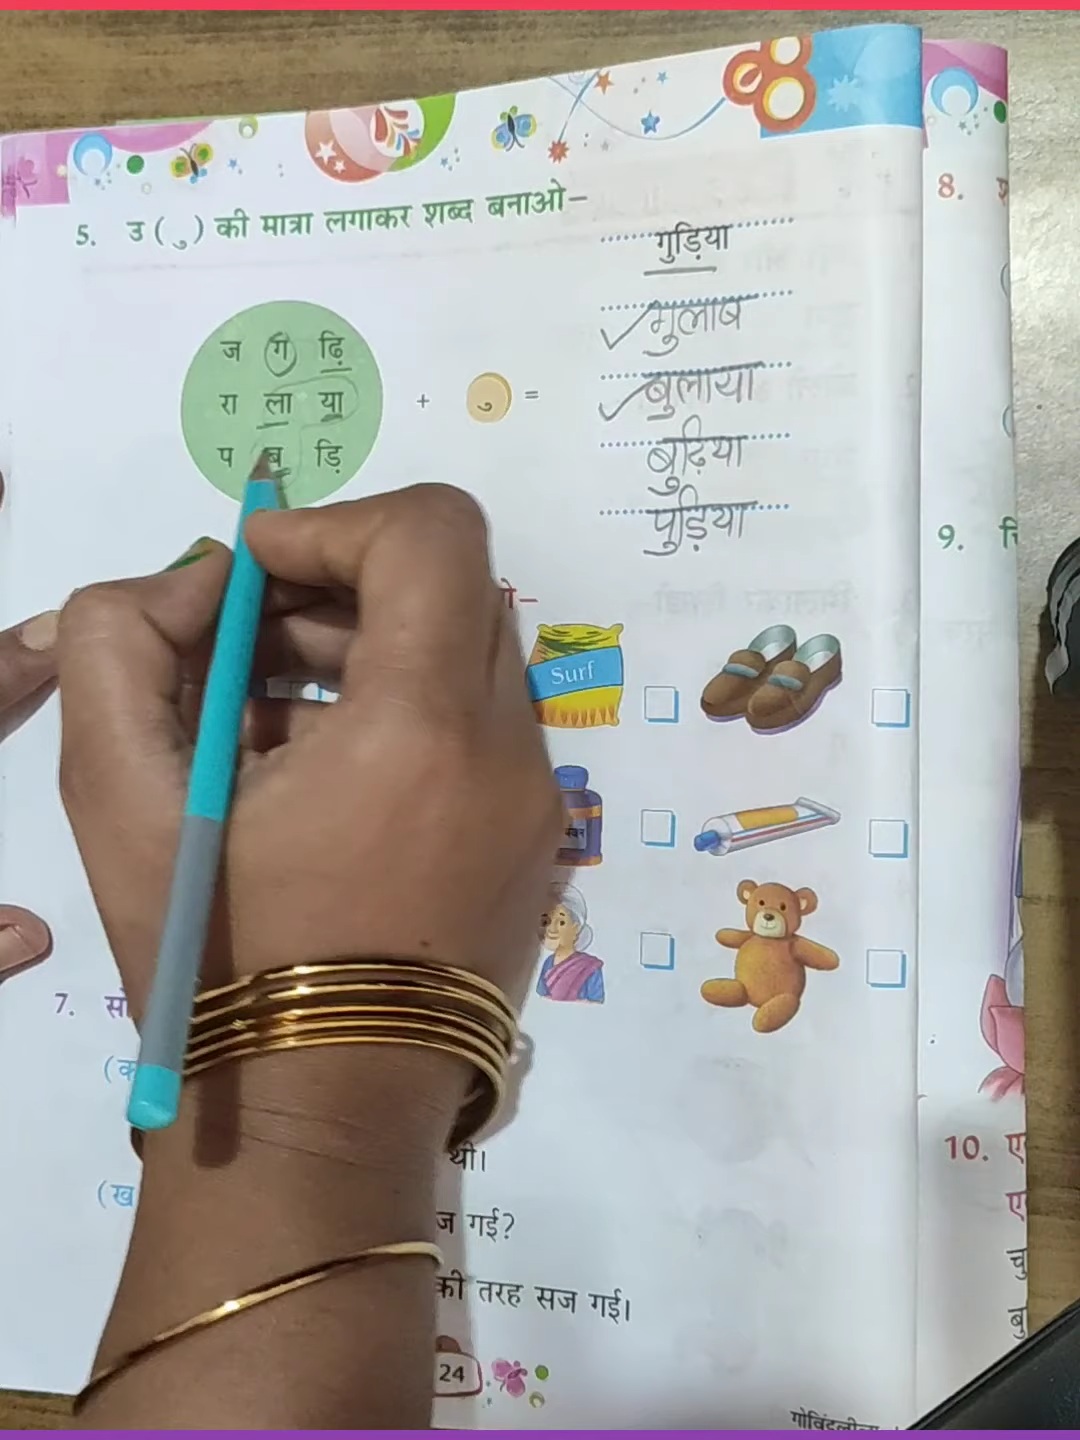 5. उ ( ु ) की मात्रा लगाकर शब्द बनाओ–
गुड़िया
ज ग ढ़ि
रा ला या
प ब ड़ि
+ ु =
गुलाब
बुलाया
बुढ़िया
पुड़िया
Surf
7.
(क
थी।
(ख
ज गई?
की तरह सज गई।
24
8.
9.
10. ए
ए
चु
बु